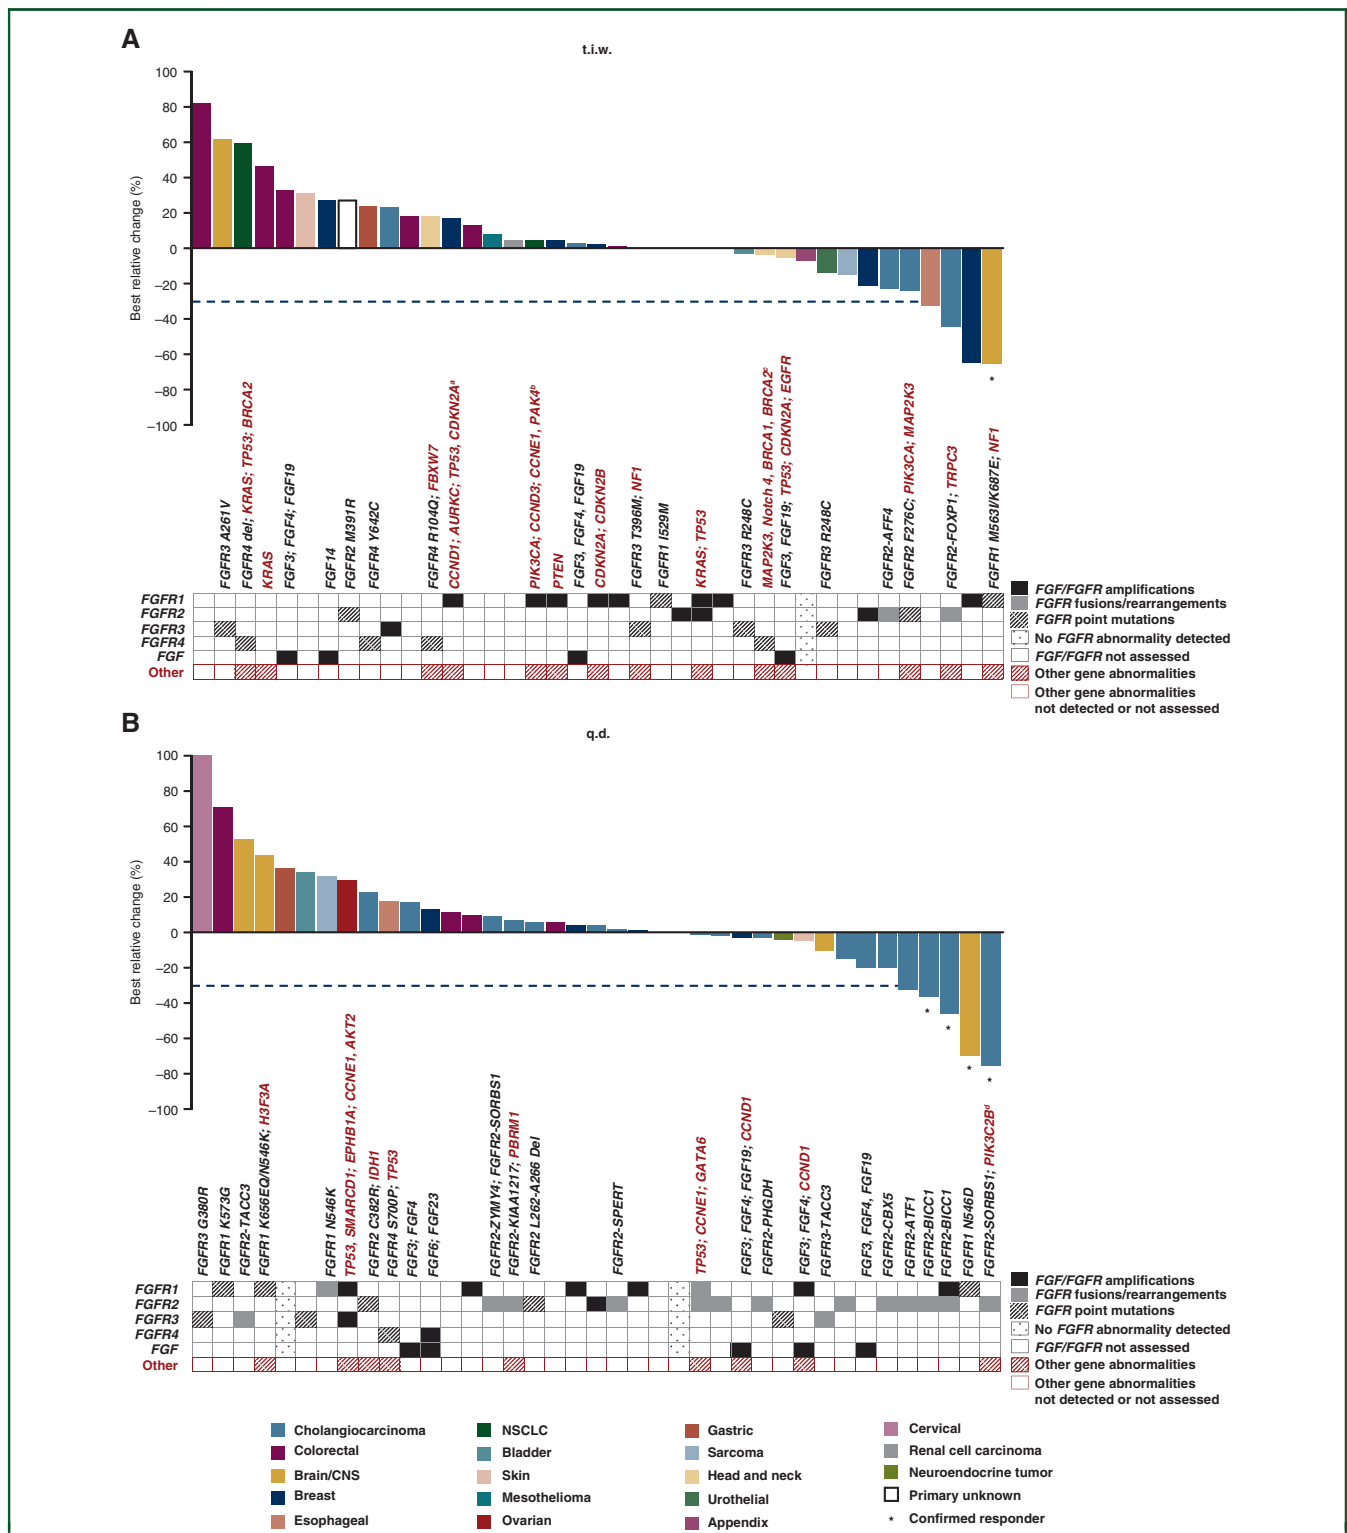 A
t.i.w.
Best relative change (%)
100
80
60
40
20
0
−20
−40
−60
−80
−100
*
FGFR3 A261V
FGFR4 del; KRAS; TP53; BRCA2
KRAS
FGF3; FGF4; FGF19
FGF14
FGFR2 M391R
FGFR4 Y642C
FGFR4 R104Q; FBXW7
CCND1; AURKC; TP53, CDKN2Aa
PIK3CA; CCND3; CCNE1, PAK4b
PTEN
FGF3, FGF4, FGF19
CDKN2A; CDKN2B
FGFR3 T396M; NF1
FGFR1 I529M
KRAS; TP53
FGFR3 R248C
MAP2K3, Notch 4, BRCA1, BRCA2c
FGF3, FGF19; TP53; CDKN2A; EGFR
FGFR3 R248C
FGFR2-AFF4
FGFR2 F276C; PIK3CA; MAP2K3
FGFR2-FOXP1; TRPC3
FGFR1 M563I/K687E; NF1
FGFR1
FGFR2
FGFR3
FGFR4
FGF
Other
FGF/FGFR amplifications
FGFR fusions/rearrangements
FGFR point mutations
No FGFR abnormality detected
FGF/FGFR not assessed
Other gene abnormalities
Other gene abnormalities
not detected or not assessed
B
q.d.
Best relative change (%)
100
80
60
40
20
0
−20
−40
−60
−80
−100
*
*
*
*
FGFR3 G380R
FGFR1 K573G
FGFR2-TACC3
FGFR1 K656EQ/N546K; H3F3A
FGFR1 N546K
TP53, SMARCD1; EPHB1A; CCNE1, AKT2
FGFR2 C382R; IDH1
FGFR4 S700P; TP53
FGF3; FGF4
FGF6; FGF23
FGFR2-ZYMY4; FGFR2-SORBS1
FGFR2-KIAA1217; PBRM1
FGFR2 L262-A266 Del
FGFR2-SPERT
TP53; CCNE1; GATA6
FGF3; FGF4; FGF19; CCND1
FGFR2-PHGDH
FGF3; FGF4; CCND1
FGFR3-TACC3
FGF3, FGF4, FGF19
FGFR;2-CBX5
FGFR2-ATF1
FGFR2-BICC1
FGFR2-BICC1
FGFR1 N546D
FGFR2-SORBS1; PIK3C2Bd
FGFR1
FGFR2
FGFR3
FGFR4
FGF
Other
FGF/FGFR amplifications
FGFR fusions/rearrangements
FGFR point mutations
No FGFR abnormality detected
FGF/FGFR not assessed
Other gene abnormalities
Other gene abnormalities
not detected or not assessed
Cholangiocarcinoma
Colorectal
Brain/CNS
Breast
Esophageal
NSCLC
Bladder
Skin
Mesothelioma
Ovarian
Gastric
Sarcoma
Head and neck
Urothelial
Appendix
Cervical
Renal cell carcinoma
Neuroendocrine tumor
Primary unknown
* Confirmed responder